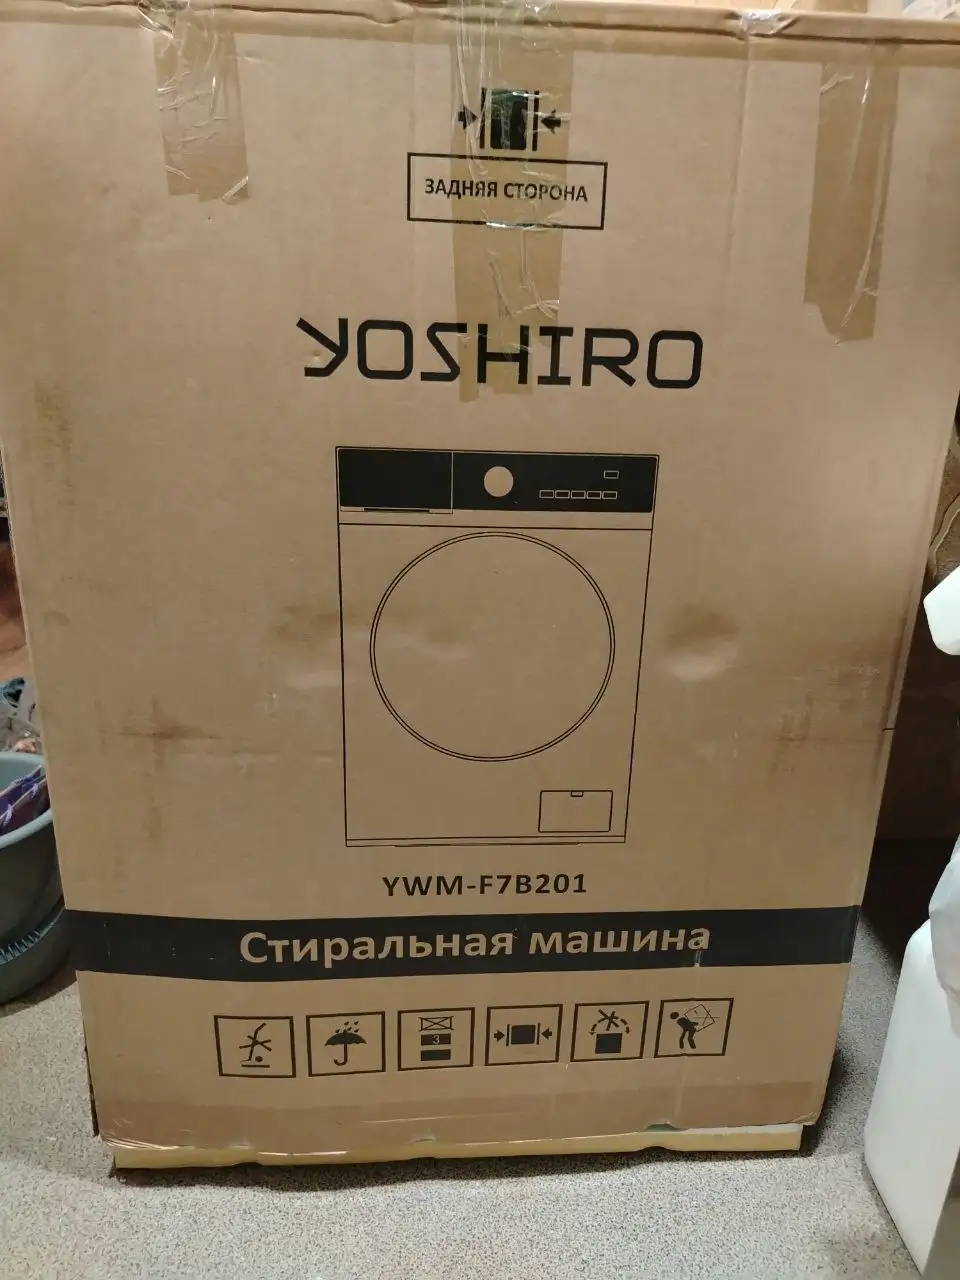 ЗАДНЯЯ СТОРОНА
YOSHIRO
YWM-F7B201
Стиральная машина
3